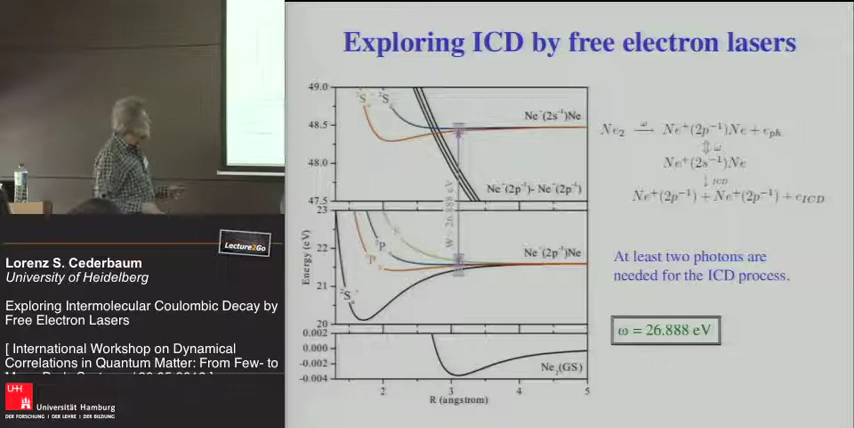 Exploring ICD by free electron lasers
49.0
48.5
48.0
47.5
Ne⁺(2s⁻¹)Ne
Ne⁺(2p⁻¹)- Ne⁺(2p⁻¹)
23
22
21
20
Energy (eV)
W= 26.888 eV
Ne⁺(2p⁻¹)Ne
0.002
0.000
-0.002
-0.004
Ne₂(GS)
2
3
4
5
R (angstrom)
Ne₂ ω→ Ne⁺(2p⁻¹)Ne + e_ph
⇕ω
Ne⁺(2s⁻¹)Ne
↓ ICD
Ne⁺(2p⁻¹) + Ne⁺(2p⁻¹) + e_ICD
At least two photons are
needed for the ICD process.
ω = 26.888 eV
Lecture2Go
Lorenz S. Cederbaum
University of Heidelberg
Exploring Intermolecular Coulombic Decay by
Free Electron Lasers
[ International Workshop on Dynamical
Correlations in Quantum Matter: From Few- to
UH
Universität Hamburg
DER FORSCHUNG | DER LEHRE | DER BILDUNG